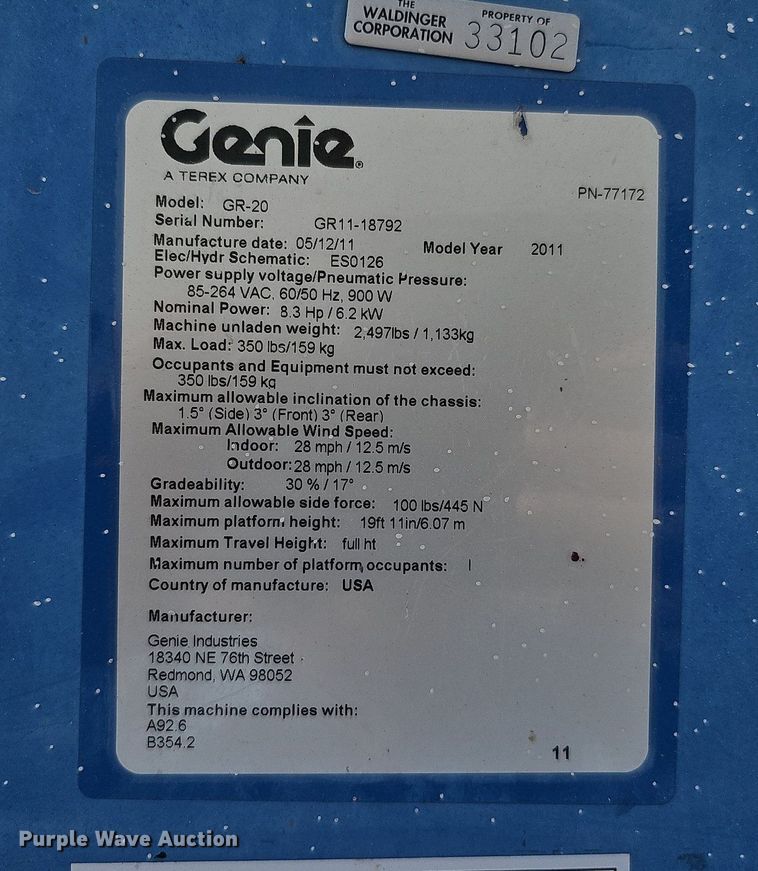 THE
WALDINGER
CORPORATION
PROPERTY OF
33102
Genie®
A TEREX COMPANY
PN-77172
Model: GR-20
Serial Number: GR11-18792
Manufacture date: 05/12/11 Model Year 2011
Elec/Hydr Schematic: ES0126
Power supply voltage/Pneumatic Pressure:
85-264 VAC, 60/50 Hz, 900 W
Nominal Power: 8.3 Hp / 6.2 kW
Machine unladen weight: 2,497lbs / 1,133kg
Max. Load: 350 lbs/159 kg
Occupants and Equipment must not exceed:
350 lbs/159 kg
Maximum allowable inclination of the chassis:
1.5° (Side) 3° (Front) 3° (Rear)
Maximum Allowable Wind Speed:
Indoor: 28 mph / 12.5 m/s
Outdoor: 28 mph / 12.5 m/s
Gradeability: 30 % / 17°
Maximum allowable side force: 100 lbs/445 N
Maximum platform height: 19ft 11in/6.07 m
Maximum Travel Height: full ht
Maximum number of platform occupants: 1
Country of manufacture: USA
Manufacturer:
Genie Industries
18340 NE 76th Street
Redmond, WA 98052
USA
This machine complies with:
A92.6
B354.2
11
Purple Wave Auction